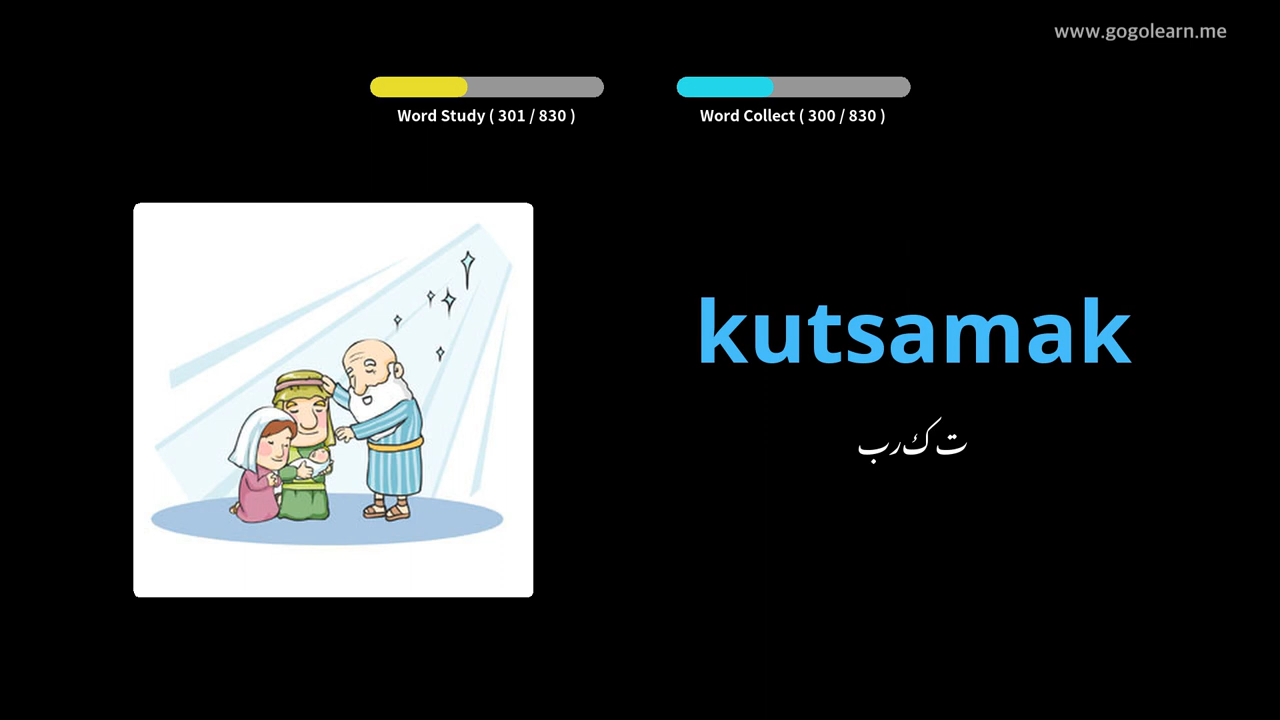 www.gogolearn.me
Word Study ( 301 / 830 )
Word Collect ( 300 / 830 )
kutsamak
ت ك رب